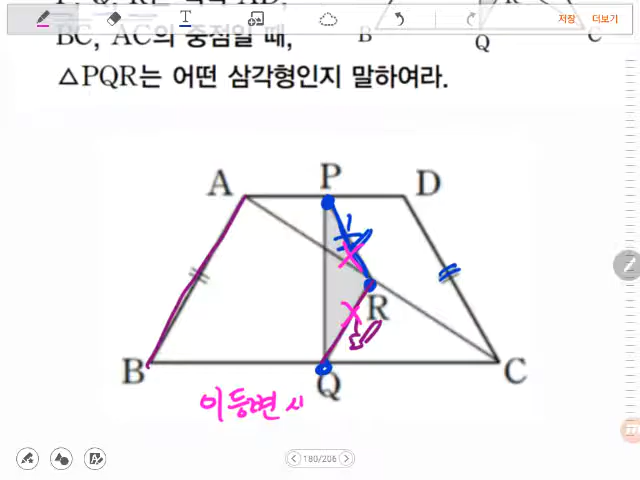 저장 더보기
BC, AC의 중점일 때,
B Q C
△PQR는 어떤 삼각형인지 말하여라.
A P D
R
B Q C
이등변 시
180/206